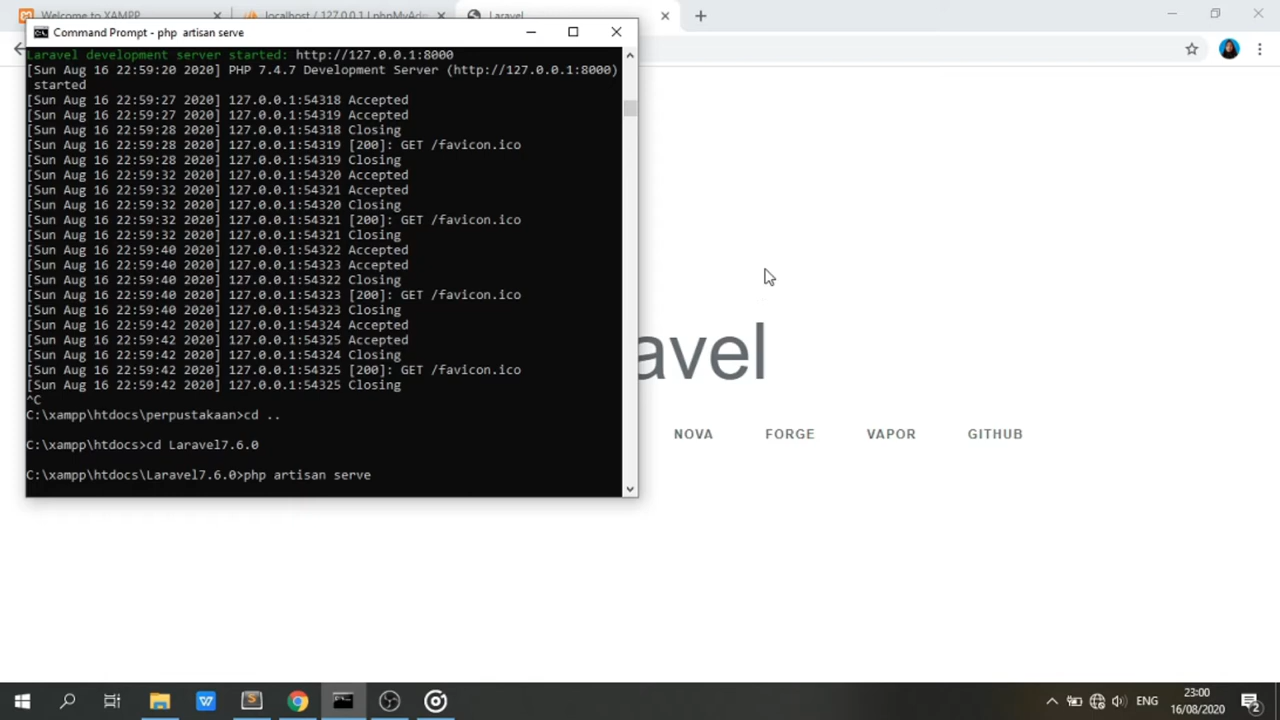 Welcome to XAMPP
localhost / 127.0.0.1 | phpMyAd
Laravel
Command Prompt - php artisan serve
Laravel development server started: http://127.0.0.1:8000
[Sun Aug 16 22:59:20 2020] PHP 7.4.7 Development Server (http://127.0.0.1:8000)
started
[Sun Aug 16 22:59:27 2020] 127.0.0.1:54318 Accepted
[Sun Aug 16 22:59:27 2020] 127.0.0.1:54319 Accepted
[Sun Aug 16 22:59:28 2020] 127.0.0.1:54318 Closing
[Sun Aug 16 22:59:28 2020] 127.0.0.1:54319 [200]: GET /favicon.ico
[Sun Aug 16 22:59:28 2020] 127.0.0.1:54319 Closing
[Sun Aug 16 22:59:32 2020] 127.0.0.1:54320 Accepted
[Sun Aug 16 22:59:32 2020] 127.0.0.1:54321 Accepted
[Sun Aug 16 22:59:32 2020] 127.0.0.1:54320 Closing
[Sun Aug 16 22:59:32 2020] 127.0.0.1:54321 [200]: GET /favicon.ico
[Sun Aug 16 22:59:32 2020] 127.0.0.1:54321 Closing
[Sun Aug 16 22:59:40 2020] 127.0.0.1:54322 Accepted
[Sun Aug 16 22:59:40 2020] 127.0.0.1:54323 Accepted
[Sun Aug 16 22:59:40 2020] 127.0.0.1:54322 Closing
[Sun Aug 16 22:59:40 2020] 127.0.0.1:54323 [200]: GET /favicon.ico
[Sun Aug 16 22:59:40 2020] 127.0.0.1:54323 Closing
[Sun Aug 16 22:59:42 2020] 127.0.0.1:54324 Accepted
[Sun Aug 16 22:59:42 2020] 127.0.0.1:54325 Accepted
[Sun Aug 16 22:59:42 2020] 127.0.0.1:54324 Closing
[Sun Aug 16 22:59:42 2020] 127.0.0.1:54325 [200]: GET /favicon.ico
[Sun Aug 16 22:59:42 2020] 127.0.0.1:54325 Closing
^C
C:\xampp\htdocs\perpustakaan>cd ..
C:\xampp\htdocs>cd Laravel7.6.0
C:\xampp\htdocs\Laravel7.6.0>php artisan serve
avel
NOVA FORGE VAPOR GITHUB
ENG
23:00
16/08/2020
2